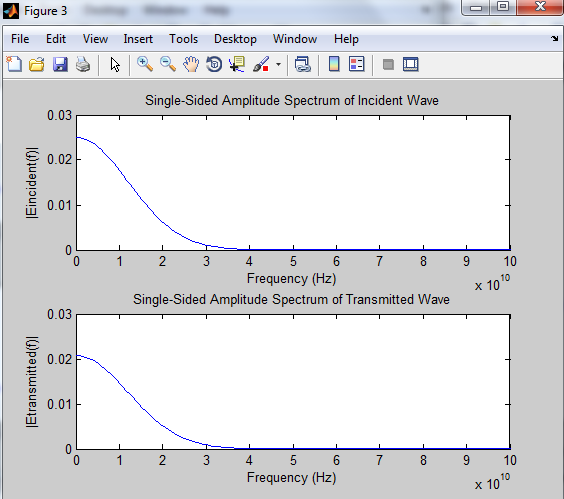 Figure 3
File Edit View Insert Tools Desktop Window Help
Single-Sided Amplitude Spectrum of Incident Wave
|Eincident(f)|
0.03
0.02
0.01
0
0 1 2 3 4 5 6 7 8 9 10
Frequency (Hz)
x 10^10
Single-Sided Amplitude Spectrum of Transmitted Wave
|Etransmitted(f)|
0.03
0.02
0.01
0
0 1 2 3 4 5 6 7 8 9 10
Frequency (Hz)
x 10^10